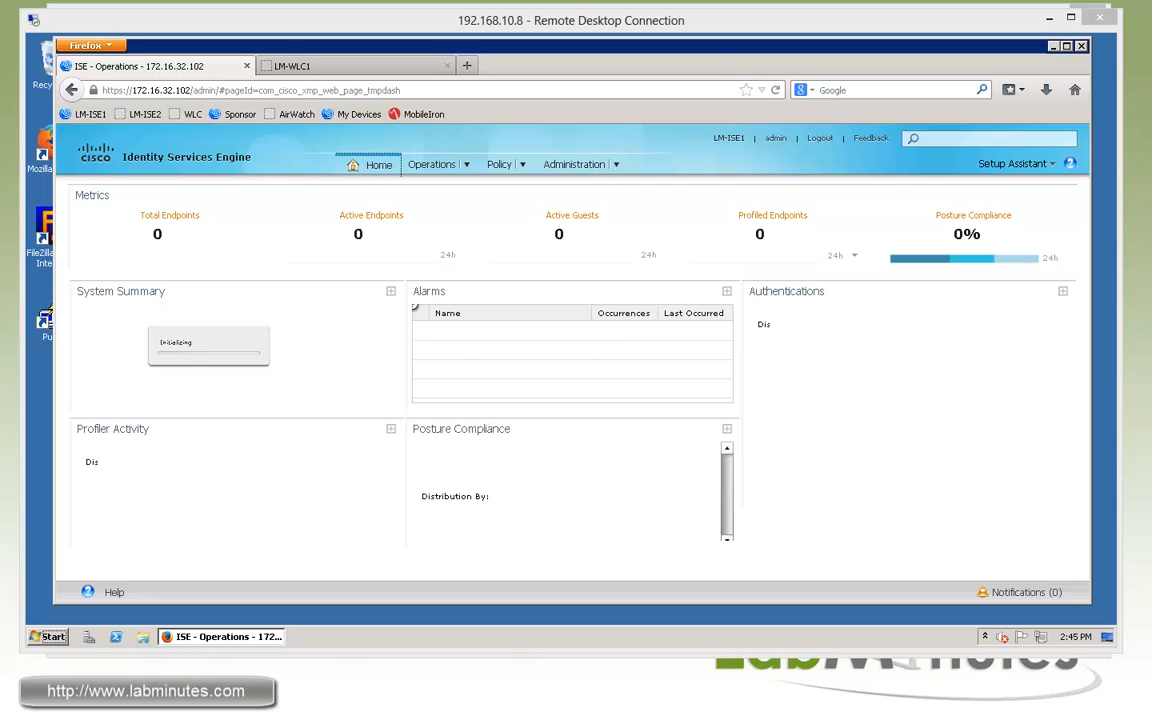 192.168.10.8 - Remote Desktop Connection
Firefox
ISE - Operations - 172.16.32.102
LM-WLC1
https://172.16.32.102/admin/#pageId=com_cisco_xmp_web_page_tmpdash
Google
LM-ISE1
LM-ISE2
WLC
Sponsor
AirWatch
My Devices
MobileIron
LM-ISE1 | admin | Logout | Feedback
CISCO
Identity Services Engine
Home
Operations
Policy
Administration
Setup Assistant
Metrics
Total Endpoints
Active Endpoints
Active Guests
Profiled Endpoints
Posture Compliance
0
0
0
0
0%
24h
24h
24h
24h
System Summary
Alarms
Authentications
Name
Occurrences
Last Occurred
Dis
Initializing
Profiler Activity
Posture Compliance
Dis
Distribution By:
Help
Notifications (0)
Recy
Mozilla
FileZilla
Inte
Pu
Start
ISE - Operations - 172...
2:45 PM
http://www.labminutes.com